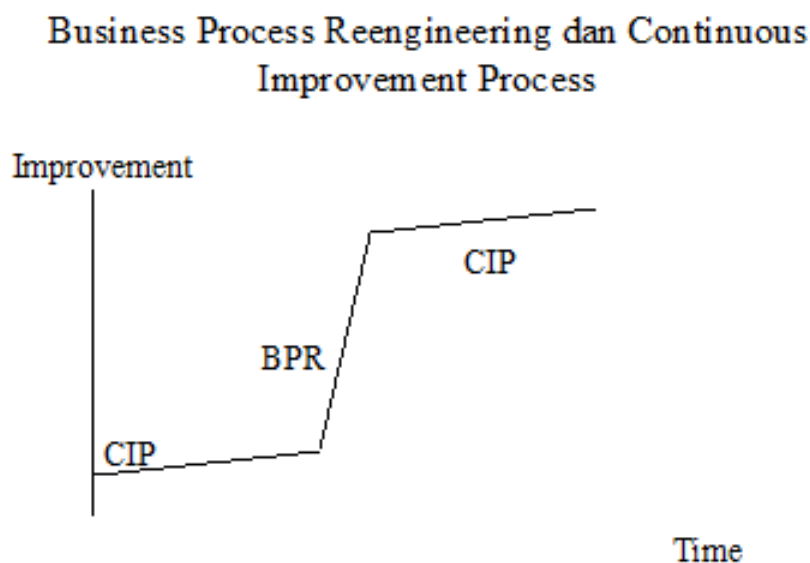 Business Process Reengineering dan Continuous
Improvement Process
Improvement
CIP
BPR
CIP
Time